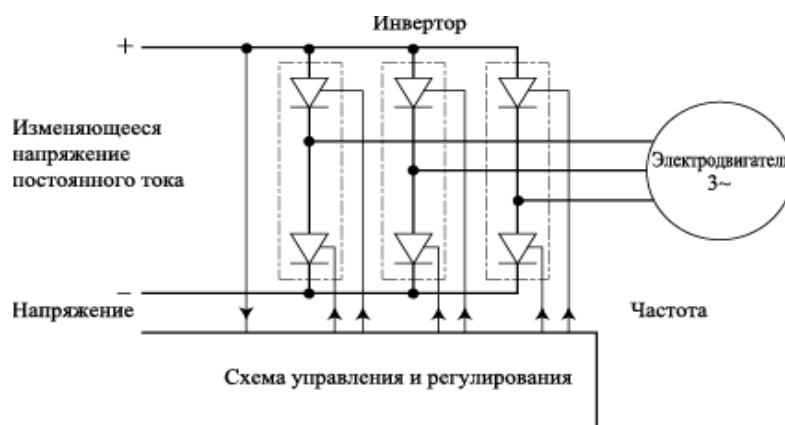 Инвертор
+
Изменяющееся
напряжение
постоянного тока
Электродвигатель
3~
−
Напряжение
Частота
Схема управления и регулирования